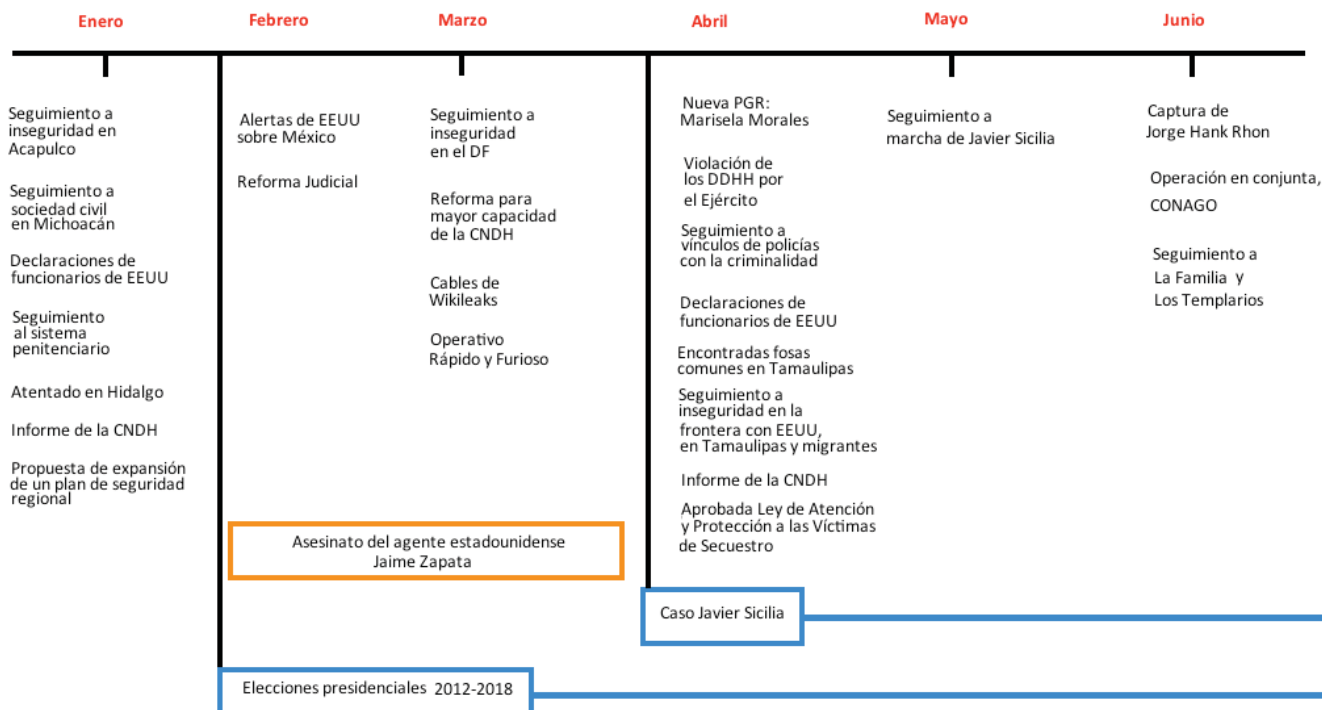 Enero
Febrero
Marzo
Abril
Mayo
Junio
Seguimiento a
inseguridad en
Acapulco
Seguimiento a
sociedad civil
en Michoacán
Declaraciones de
funcionarios de EEUU
Seguimiento
al sistema
penitenciario
Atentado en Hidalgo
Informe de la CNDH
Propuesta de expansión
de un plan de seguridad
regional
Alertas de EEUU
sobre México
Reforma Judicial
Seguimiento a
inseguridad
en el DF
Reforma para
mayor capacidad
de la CNDH
Cables de
Wikileaks
Operativo
Rápido y Furioso
Nueva PGR:
Marisela Morales
Violación de
los DDHH por
el Ejército
Seguimiento a
vínculos de policías
con la criminalidad
Declaraciones de
funcionarios de EEUU
Encontradas fosas
comunes en Tamaulipas
Seguimiento a
inseguridad en la
frontera con EEUU,
en Tamaulipas y migrantes
Informe de la CNDH
Aprobada Ley de Atención
y Protección a las Víctimas
de Secuestro
Seguimiento a
marcha de Javier Sicilia
Captura de
Jorge Hank Rhon
Operación en conjunta,
CONAGO
Seguimiento a
La Familia y
Los Templarios
Asesinato del agente estadounidense
Jaime Zapata
Caso Javier Sicilia
Elecciones presidenciales 2012-2018